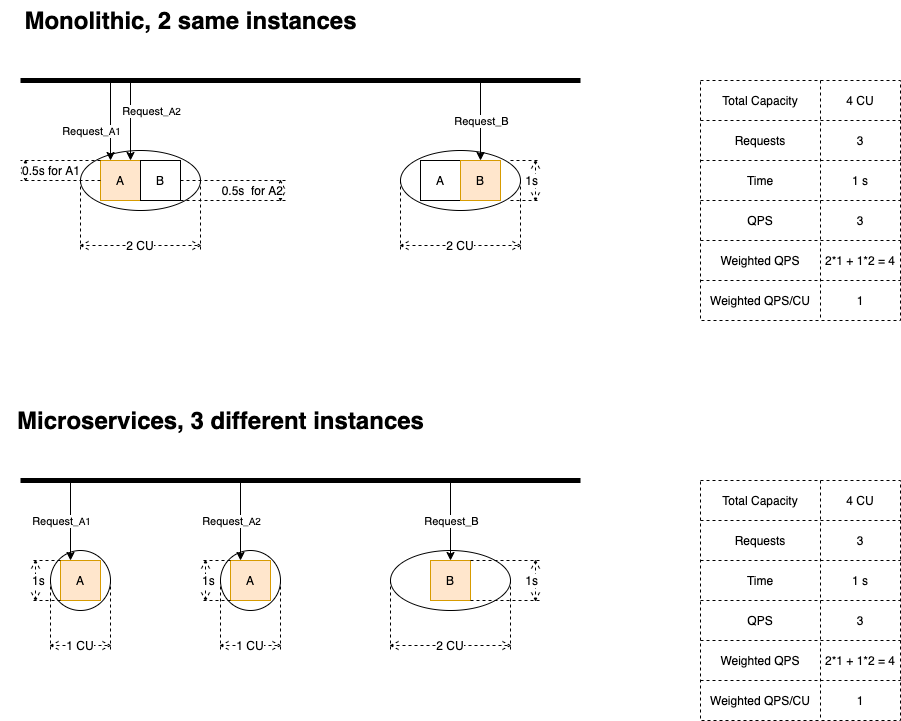 Monolithic, 2 same instances
Request_A2
Request_A1
Request_B
0.5s for A1
A
B
0.5s for A2
A
B
1s
2 CU
2 CU
Total Capacity 4 CU
Requests 3
Time 1 s
QPS 3
Weighted QPS 2*1 + 1*2 = 4
Weighted QPS/CU 1
Microservices, 3 different instances
Request_A1
Request_A2
Request_B
1s
A
1s
A
B
1s
1 CU
1 CU
2 CU
Total Capacity 4 CU
Requests 3
Time 1 s
QPS 3
Weighted QPS 2*1 + 1*2 = 4
Weighted QPS/CU 1